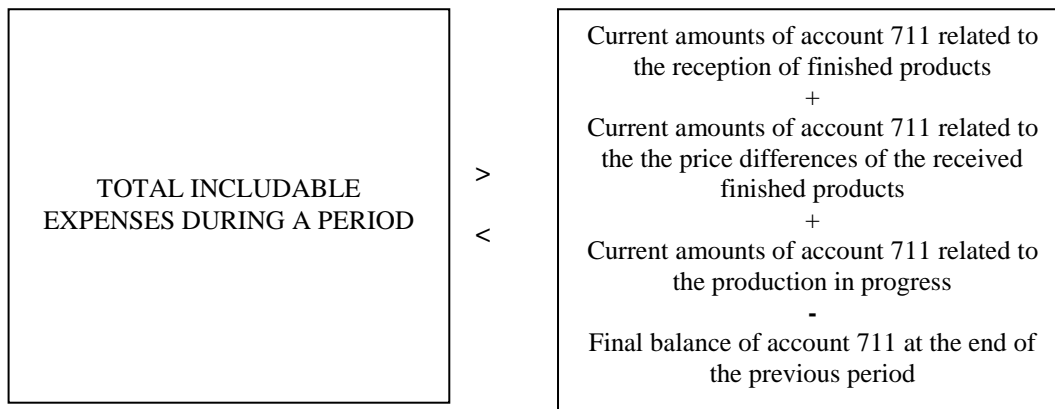 TOTAL INCLUDABLE
EXPENSES DURING A PERIOD
>
<
Current amounts of account 711 related to
the reception of finished products
+
Current amounts of account 711 related to
the the price differences of the received
finished products
+
Current amounts of account 711 related to
the production in progress
-
Final balance of account 711 at the end of
the previous period